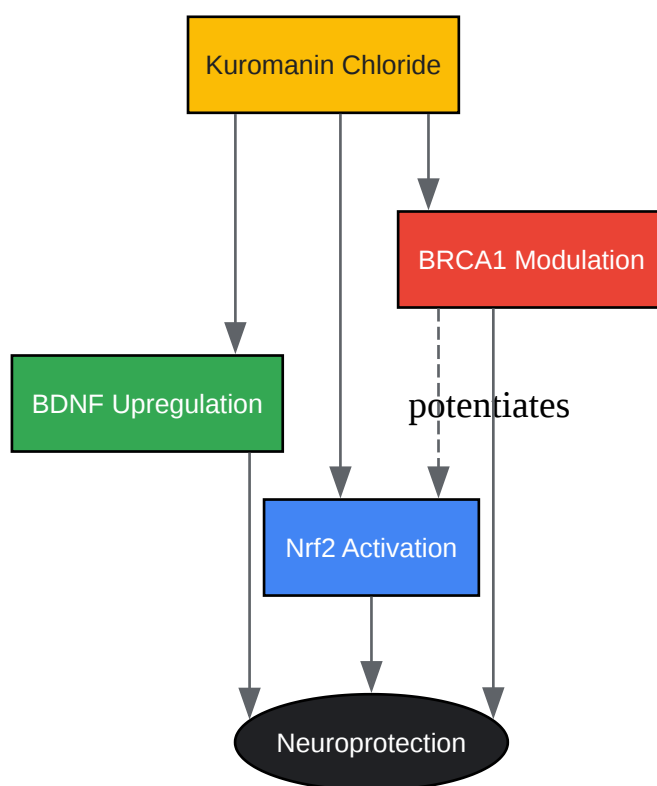 Kuromanin Chloride
BRCA1 Modulation
BDNF Upregulation
potentiates
Nrf2 Activation
Neuroprotection